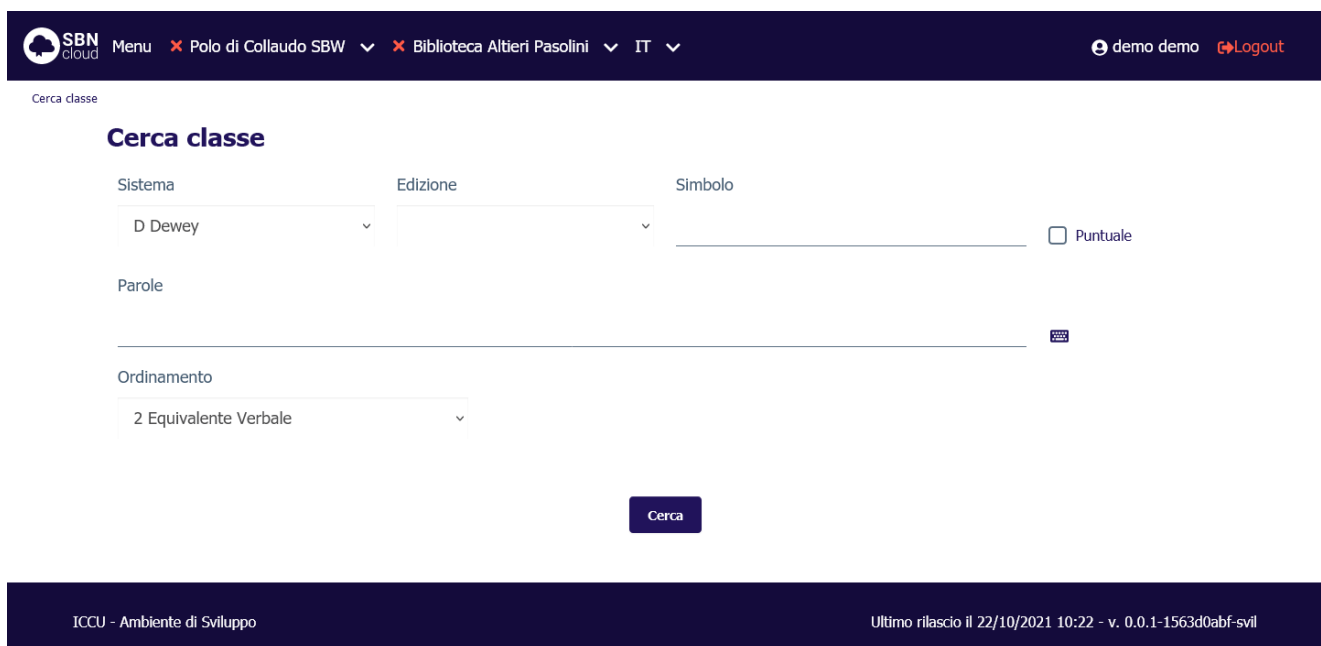 SBN cloud Menu Polo di Collaudo SBW Biblioteca Altieri Pasolini IT demo demo Logout
Cerca classe
Cerca classe
Sistema Edizione Simbolo
D Dewey
Puntuale
Parole
Ordinamento
2 Equivalente Verbale
Cerca
ICCU - Ambiente di Sviluppo Ultimo rilascio il 22/10/2021 10:22 - v. 0.0.1-1563d0abf-svil